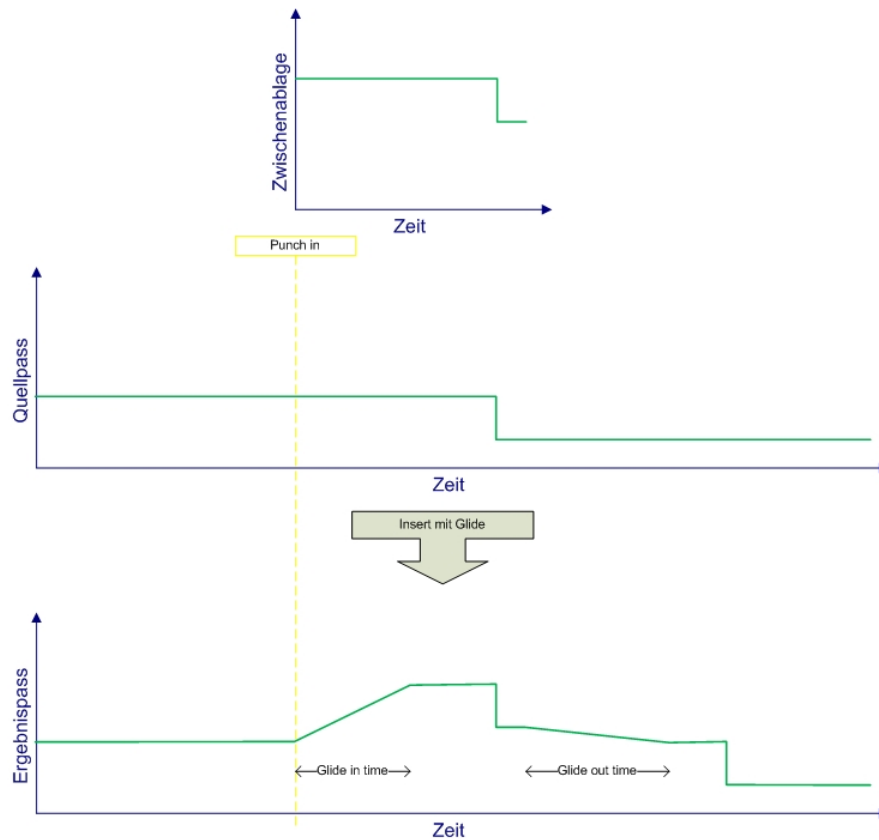 Zwischenablage
Zeit
Punch in
Quellpass
Zeit
Insert mit Glide
Ergebnispass
Glide in time
Glide out time
Zeit